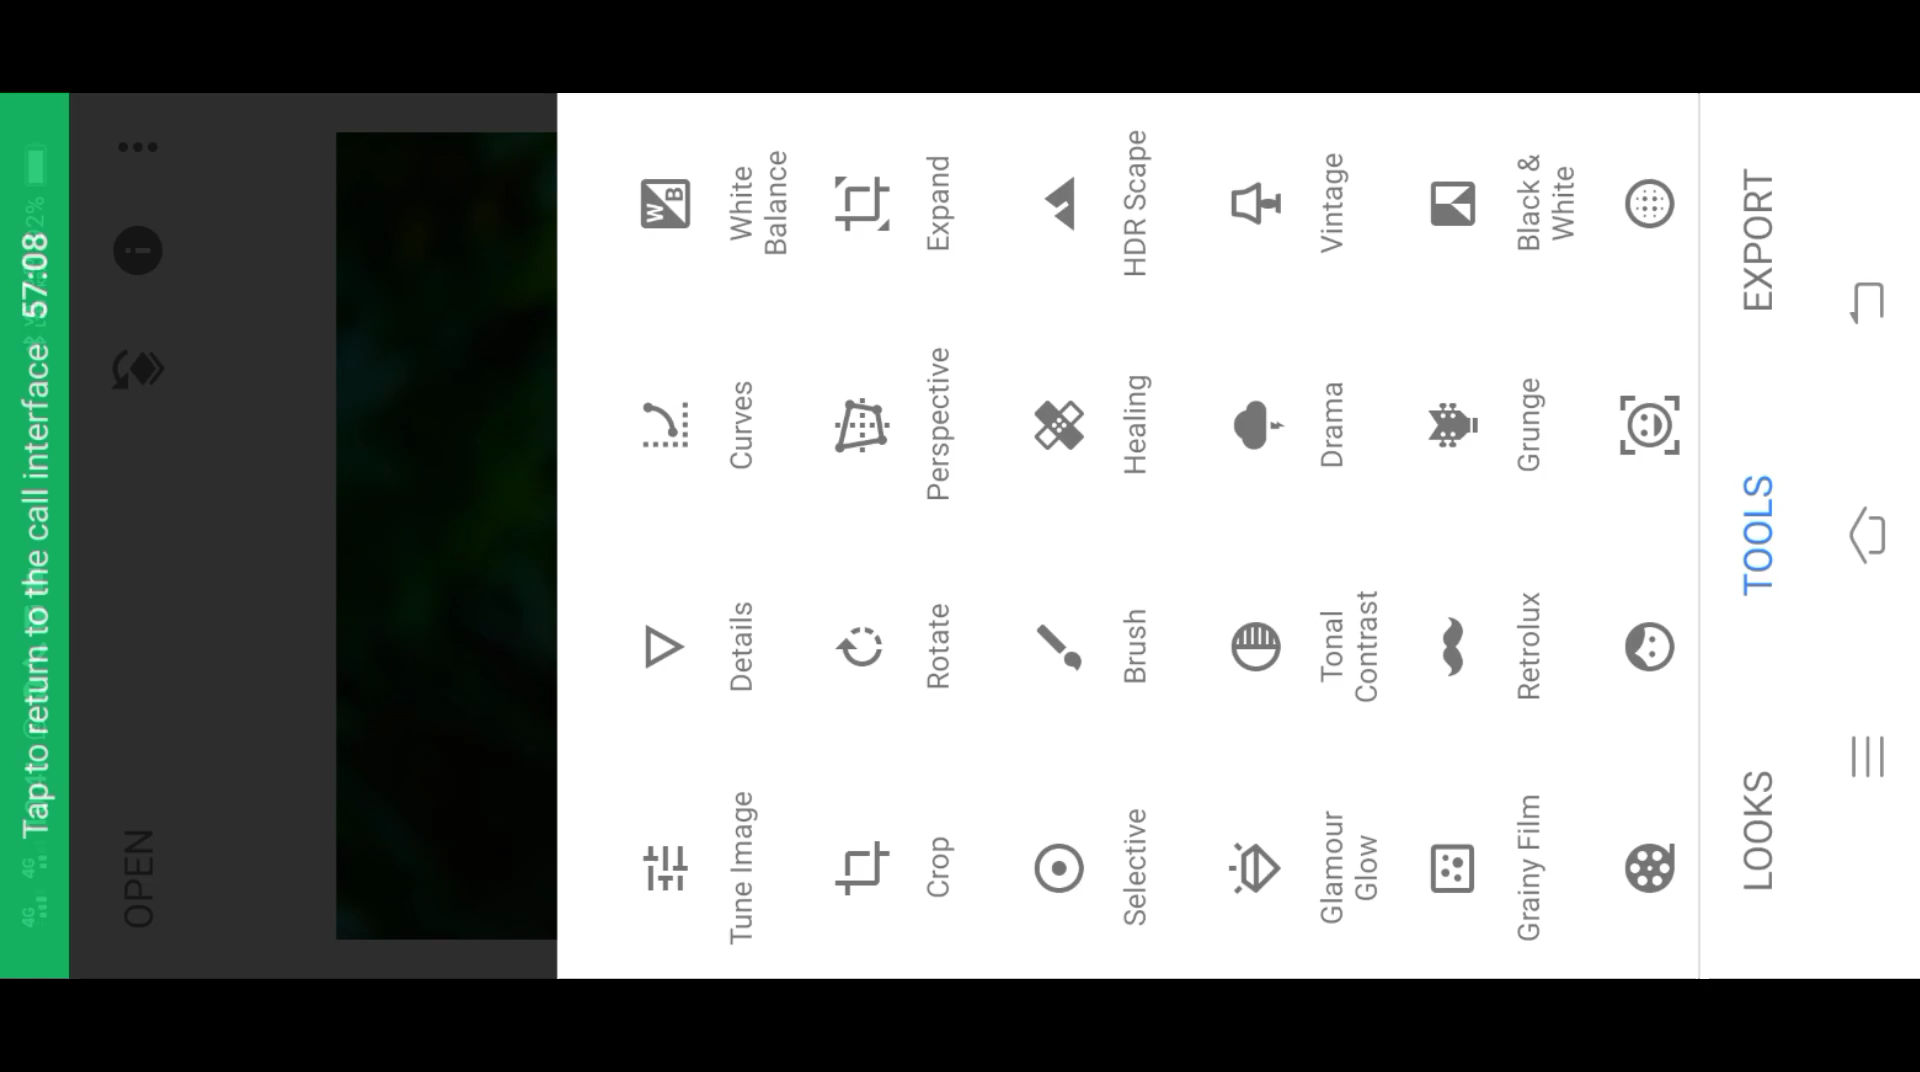 Tap to return to the call interface 57:08
OPEN
Tune Image
Details
Curves
White
Balance
Crop
Rotate
Perspective
Expand
Selective
Brush
Healing
HDR Scape
Glamour
Glow
Tonal
Contrast
Drama
Vintage
Grainy Film
Retrolux
Grunge
Black &
White
LOOKS
TOOLS
EXPORT